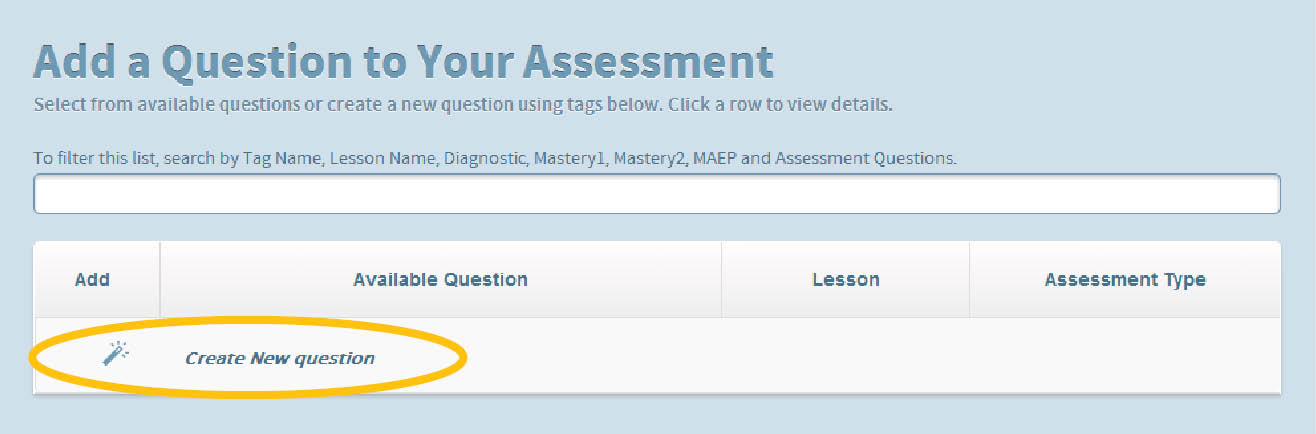 Add a Question to Your Assessment
Select from available questions or create a new question using tags below. Click a row to view details.
To filter this list, search by Tag Name, Lesson Name, Diagnostic, Mastery1, Mastery2, MAEP and Assessment Questions.
Add Available Question Lesson Assessment Type
Create New question